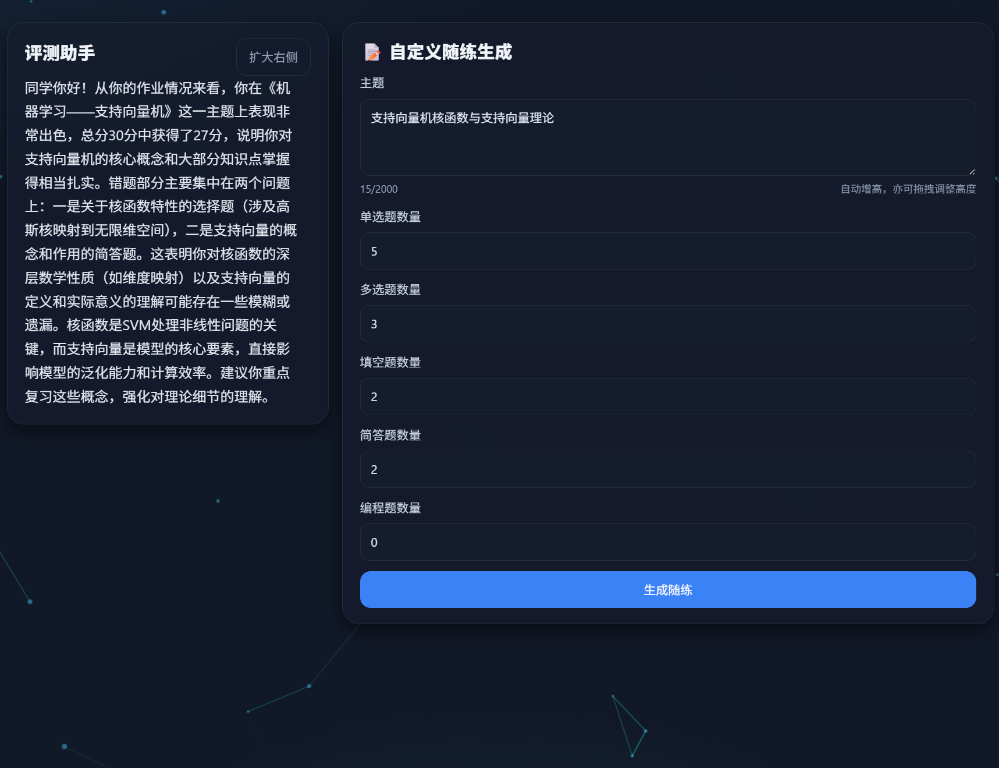 评测助手
扩大右侧
同学你好！从你的作业情况来看，你在《机
器学习——支持向量机》这一主题上表现非
常出色，总分30分中获得了27分，说明你对
支持向量机的核心概念和大部分知识点掌握
得相当扎实。错题部分主要集中在两个问题
上：一是关于核函数特性的选择题（涉及高
斯核映射到无限维空间），二是支持向量的概
念和作用的简答题。这表明你对核函数的深
层数学性质（如维度映射）以及支持向量的
定义和实际意义的理解可能存在一些模糊或
遗漏。核函数是SVM处理非线性问题的关
键，而支持向量是模型的核心要素，直接影
响模型的泛化能力和计算效率。建议你重点
复习这些概念，强化对理论细节的理解。
自定义随练生成
主题
支持向量机核函数与支持向量理论
15/2000
自动增高，亦可拖拽调整高度
单选题数量
5
多选题数量
3
填空题数量
2
简答题数量
2
编程题数量
0
生成随练